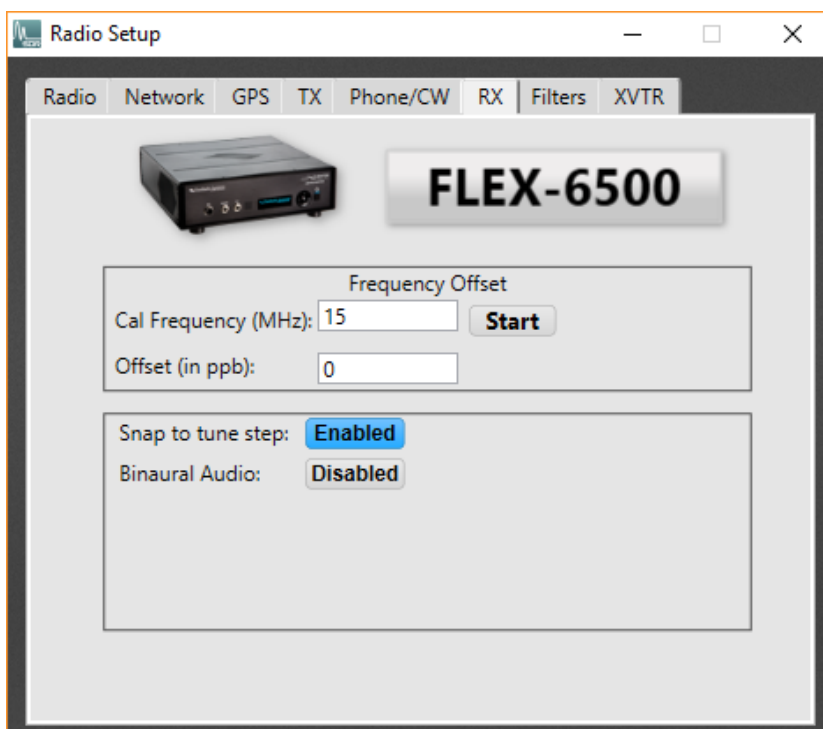 Radio Setup
Radio Network GPS TX Phone/CW RX Filters XVTR
FLEX-6500
Frequency Offset
Cal Frequency (MHz): 15 Start
Offset (in ppb): 0
Snap to tune step: Enabled
Binaural Audio: Disabled